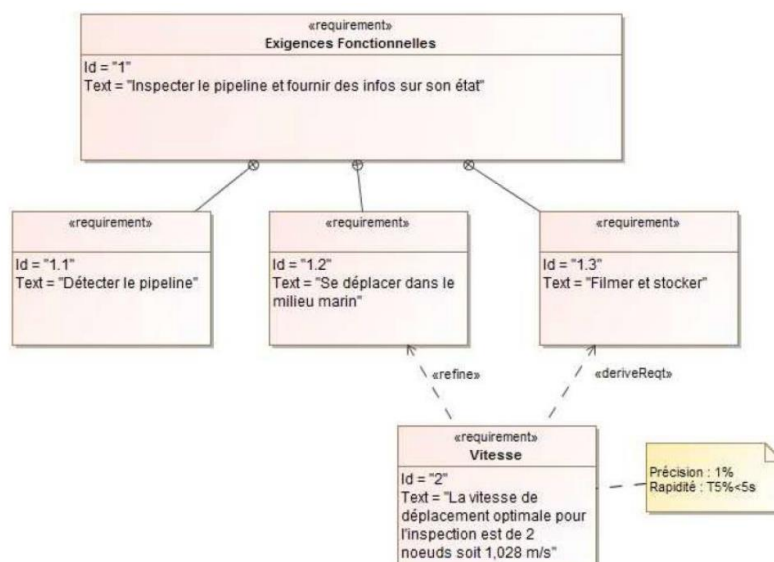 «requirement»
Exigences Fonctionnelles
Id = "1"
Text = "Inspecter le pipeline et fournir des infos sur son état"
«requirement»
Id = "1.1"
Text = "Détecter le pipeline"
«requirement»
Id = "1.2"
Text = "Se déplacer dans le
milieu marin"
«requirement»
Id = "1.3"
Text = "Filmer et stocker"
«refine»
«deriveReqt»
«requirement»
Vitesse
Id = "2"
Text = "La vitesse de
déplacement optimale pour
l'inspection est de 2
noeuds soit 1,028 m/s"
Précision : 1%
Rapidité : T5%<5s